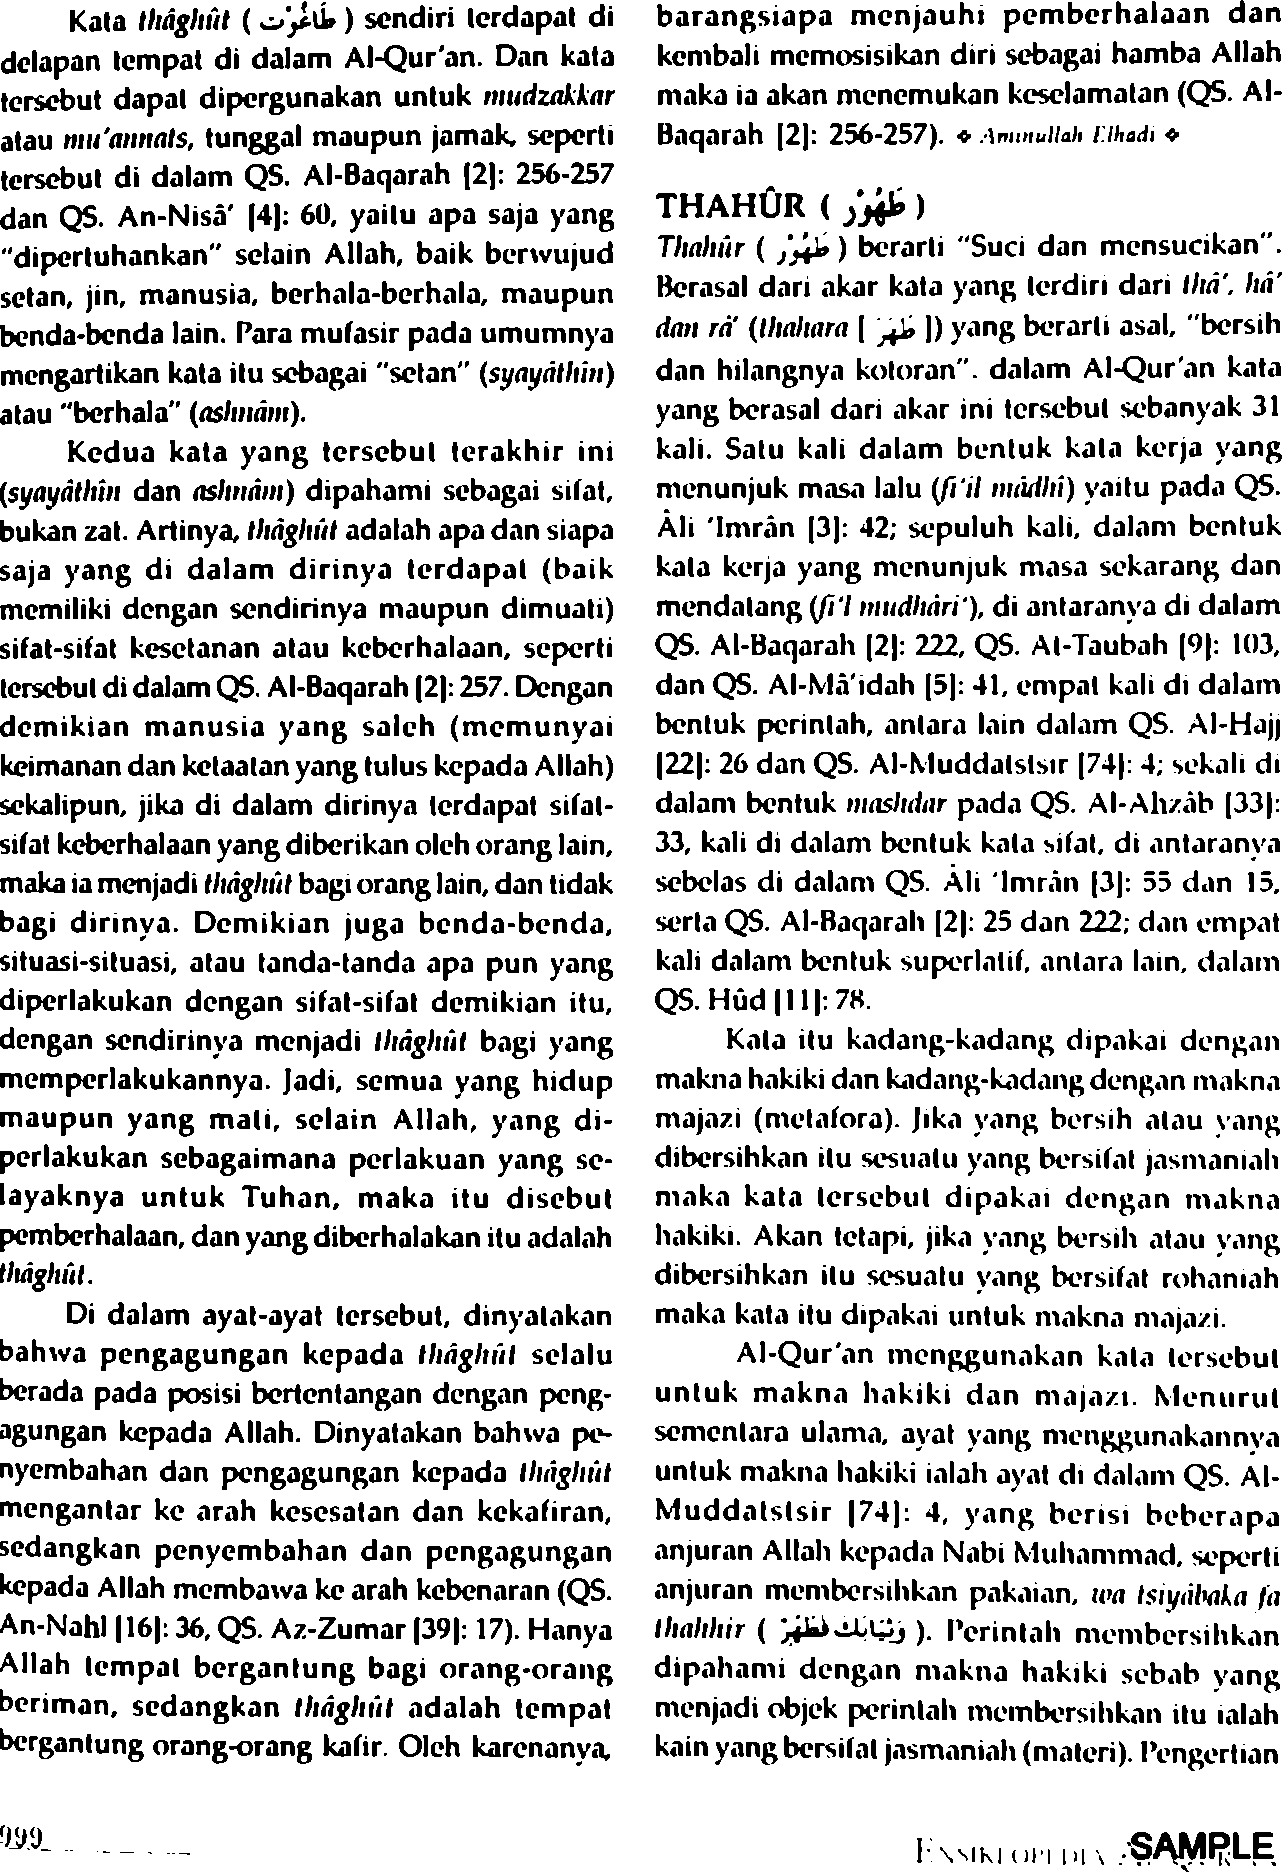 Kata thâghût ( طَاغُوْت ) sendiri terdapat di
delapan tempat di dalam Al-Qur'an. Dan kata
tersebut dapat dipergunakan untuk mudzakkar
atau mu'annats, tunggal maupun jamak, seperti
tersebut di dalam QS. Al-Baqarah [2]: 256-257
dan QS. An-Nisâ' [4]: 60, yaitu apa saja yang
"dipertuhankan" selain Allah, baik berwujud
setan, jin, manusia, berhala-berhala, maupun
benda-benda lain. Para mufasir pada umumnya
mengartikan kata itu sebagai "setan" (syayâthîn)
atau "berhala" (ashnâm).
Kedua kata yang tersebut terakhir ini
(syayâthîn dan ashnâm) dipahami sebagai sifat,
bukan zat. Artinya, thâghût adalah apa dan siapa
saja yang di dalam dirinya terdapat (baik
memiliki dengan sendirinya maupun dimuati)
sifat-sifat kesetanan atau keberhalaan, seperti
tersebut di dalam QS. Al-Baqarah [2]: 257. Dengan
demikian manusia yang saleh (memunyai
keimanan dan ketaatan yang tulus kepada Allah)
sekalipun, jika di dalam dirinya terdapat sifat-
sifat keberhalaan yang diberikan oleh orang lain,
maka ia menjadi thâghût bagi orang lain, dan tidak
bagi dirinya. Demikian juga benda-benda,
situasi-situasi, atau tanda-tanda apa pun yang
diperlakukan dengan sifat-sifat demikian itu,
dengan sendirinya menjadi thâghût bagi yang
memperlakukannya. Jadi, semua yang hidup
maupun yang mati, selain Allah, yang di-
perlakukan sebagaimana perlakuan yang se-
layaknya untuk Tuhan, maka itu disebut
pemberhalaan, dan yang diberhalakan itu adalah
thâghût.
Di dalam ayat-ayat tersebut, dinyatakan
bahwa pengagungan kepada thâghût selalu
berada pada posisi bertentangan dengan peng-
agungan kepada Allah. Dinyatakan bahwa pe-
nyembahan dan pengagungan kepada thâghût
mengantar ke arah kesesatan dan kekafiran,
sedangkan penyembahan dan pengagungan
kepada Allah membawa ke arah kebenaran (QS.
An-Nahl [16]: 36, QS. Az-Zumar [39]: 17). Hanya
Allah tempat bergantung bagi orang-orang
beriman, sedangkan thâghût adalah tempat
bergantung orang-orang kafir. Oleh karenanya,
barangsiapa menjauhi pemberhalaan dan
kembali memosisikan diri sebagai hamba Allah
maka ia akan menemukan keselamatan (QS. Al-
Baqarah [2]: 256-257). ❖ Aminullah Elhadi ❖
THAHÛR ( طَهُوْر )
Thahûr ( طَهُوْر ) berarti "Suci dan mensucikan".
Berasal dari akar kata yang terdiri dari thâ', hâ'
dan râ' (thahara [ طَهَرَ ]) yang berarti asal, "bersih
dan hilangnya kotoran". dalam Al-Qur'an kata
yang berasal dari akar ini tersebut sebanyak 31
kali. Satu kali dalam bentuk kata kerja yang
menunjuk masa lalu (fi'il mâdhî) yaitu pada QS.
Âli 'Imrân [3]: 42; sepuluh kali, dalam bentuk
kata kerja yang menunjuk masa sekarang dan
mendatang (fi'l mudhâri'), di antaranya di dalam
QS. Al-Baqarah [2]: 222, QS. At-Taubah [9]: 103,
dan QS. Al-Mâ'idah [5]: 41, empat kali di dalam
bentuk perintah, antara lain dalam QS. Al-Hajj
[22]: 26 dan QS. Al-Muddatstsir [74]: 4; sekali di
dalam bentuk mashdar pada QS. Al-Ahzâb [33]:
33, kali di dalam bentuk kata sifat, di antaranya
sebelas di dalam QS. Âli 'Imrân [3]: 55 dan 15,
serta QS. Al-Baqarah [2]: 25 dan 222; dan empat
kali dalam bentuk superlatif, antara lain, dalam
QS. Hûd [11]: 78.
Kata itu kadang-kadang dipakai dengan
makna hakiki dan kadang-kadang dengan makna
majazi (metafora). Jika yang bersih atau yang
dibersihkan itu sesuatu yang bersifat jasmaniah
maka kata tersebut dipakai dengan makna
hakiki. Akan tetapi, jika yang bersih atau yang
dibersihkan itu sesuatu yang bersifat rohaniah
maka kata itu dipakai untuk makna majazi.
Al-Qur'an menggunakan kata tersebut
untuk makna hakiki dan majazi. Menurut
sementara ulama, ayat yang menggunakannya
untuk makna hakiki ialah ayat di dalam QS. Al-
Muddatstsir [74]: 4, yang berisi beberapa
anjuran Allah kepada Nabi Muhammad, seperti
anjuran membersihkan pakaian, wa tsiyâbaka fa
thahhir ( وَثِيَابَكَ فَطَهِّرْ ). Perintah membersihkan
dipahami dengan makna hakiki sebab yang
menjadi objek perintah membersihkan itu ialah
kain yang bersifat jasmaniah (materi). Pengertian
999
ENSIKLOPEDIA
SAMPLE